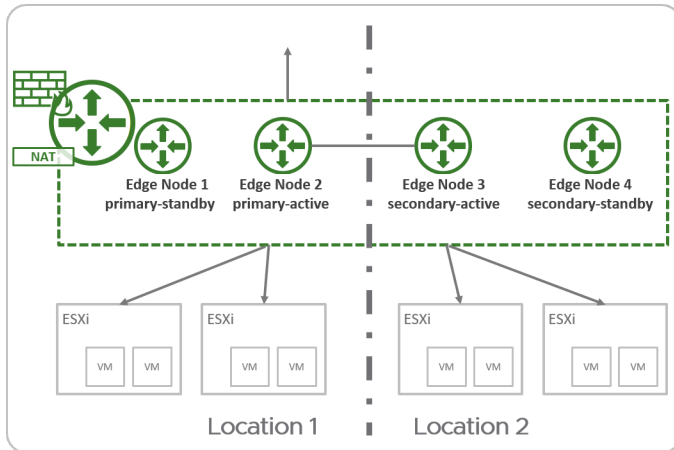 NAT
Edge Node 1
primary-standby
Edge Node 2
primary-active
Edge Node 3
secondary-active
Edge Node 4
secondary-standby
ESXi
VM
VM
ESXi
VM
VM
ESXi
VM
VM
ESXi
VM
VM
Location 1
Location 2